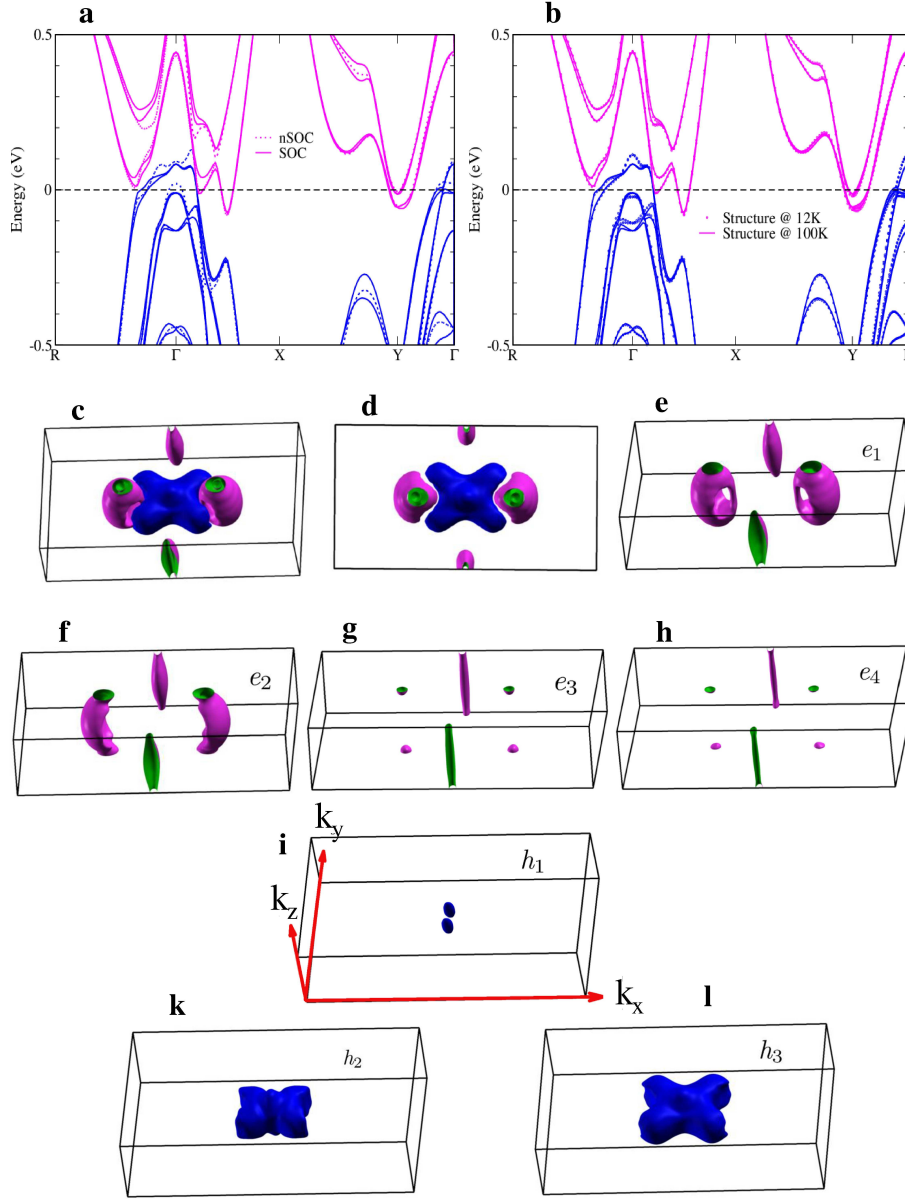 a
b
0.5
0
-0.5
Energy (eV)
nSOC
SOC
R Γ X Y Γ
0.5
0
-0.5
Energy (eV)
Structure @ 12K
Structure @ 100K
R Γ X Y
c
d
e
e1
f
g
h
e2
e3
e4
i
ky
kz
kx
h1
k
l
h2
h3